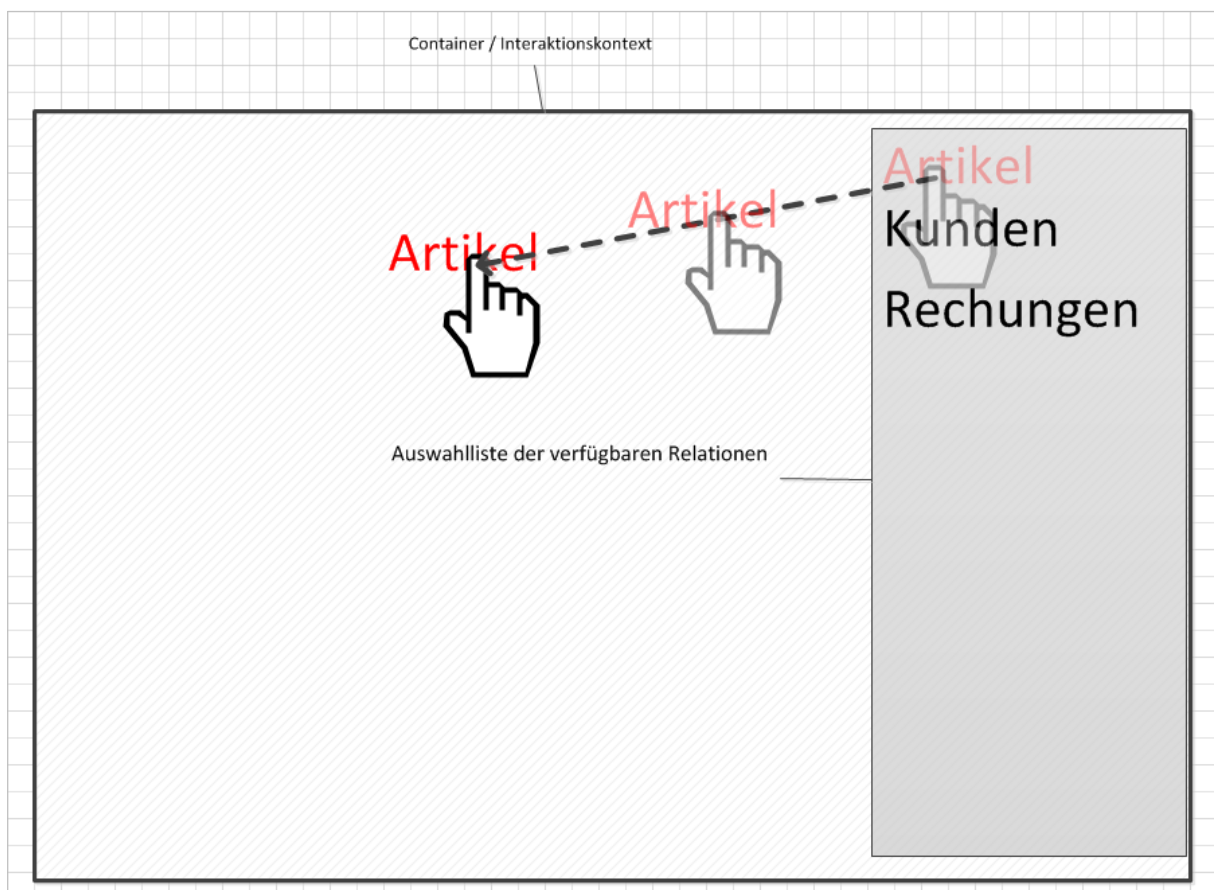 Container / Interaktionskontext
Artikel
Artikel
Artikel
Kunden
Rechungen
Auswahlliste der verfügbaren Relationen